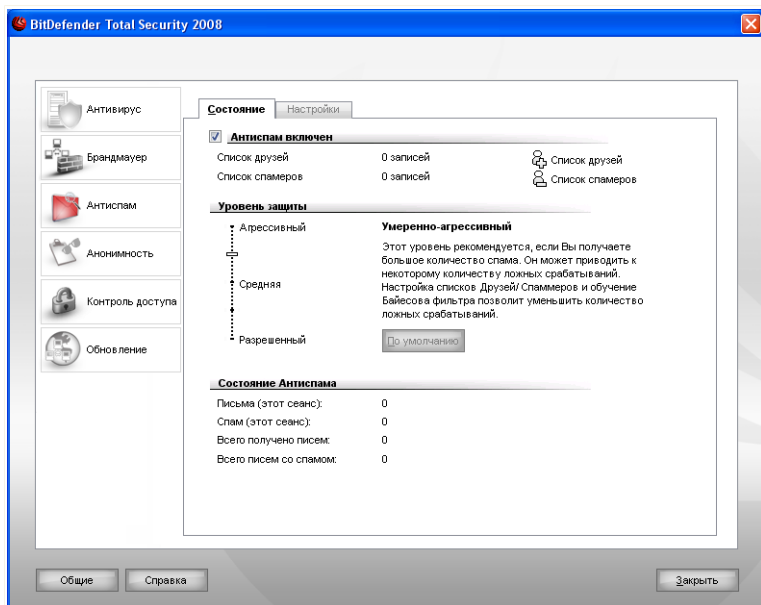 BitDefender Total Security 2008
Антивирус
Брандмауер
Антиспам
Анонимность
Контроль доступа
Обновление
Состояние
Настройки
Антиспам включен
Список друзей 0 записей Список друзей
Список спамеров 0 записей Список спамеров
Уровень защиты
Агрессивный
Средняя
Разрешенный
Умеренно-агрессивный
Этот уровень рекомендуется, если Вы получаете
большое количество спама. Он может приводить к
некоторому количеству ложных срабатываний.
Настройка списков Друзей/ Спаммеров и обучение
Байесова фильтра позволит уменьшить количество
ложных срабатываний.
По умолчанию
Состояние Антиспама
Письма (этот сеанс): 0
Спам (этот сеанс): 0
Всего получено писем: 0
Всего писем со спамом: 0
Общие
Справка
Закрыть